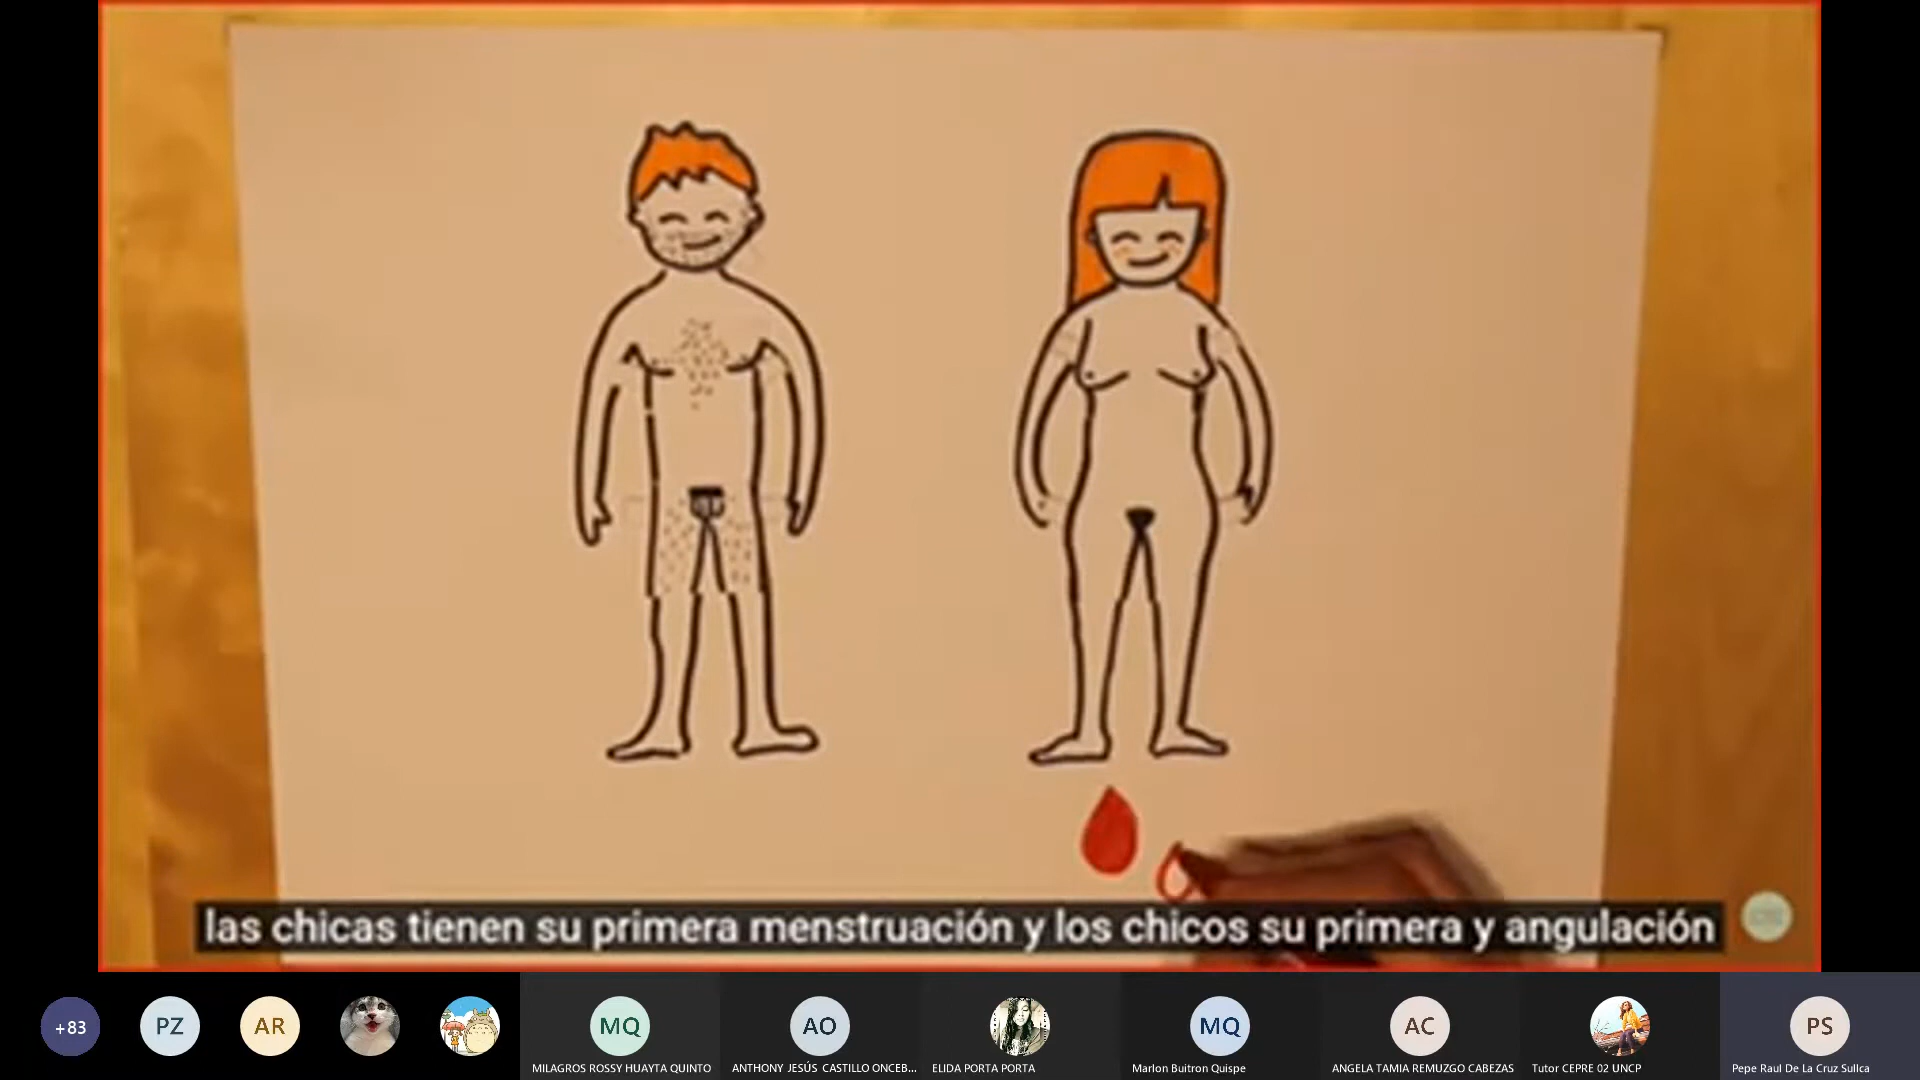 las chicas tienen su primera menstruación y los chicos su primera y angulación
+83
PZ
AR
MQ
AO
MQ
AC
PS
MILAGROS ROSSY HUAYTA QUINTO
ANTHONY JESÚS CASTILLO ONCEB...
ELIDA PORTA PORTA
Marlon Buitron Quispe
ANGELA TAMIA REMUZGO CABEZAS
Tutor CEPRE 02 UNCP
Pepe Raul De La Cruz Sullca